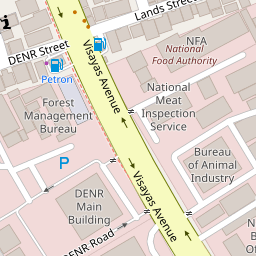 Lands Street
DENR Street
Visayas Avenue
NFA
National
Food Authority
Petron
Forest
Management
Bureau
National
Meat
Inspection
Service
P
Bureau
of Animal
Industry
DENR
Main
Building
Visayas Avenue
DENR Road